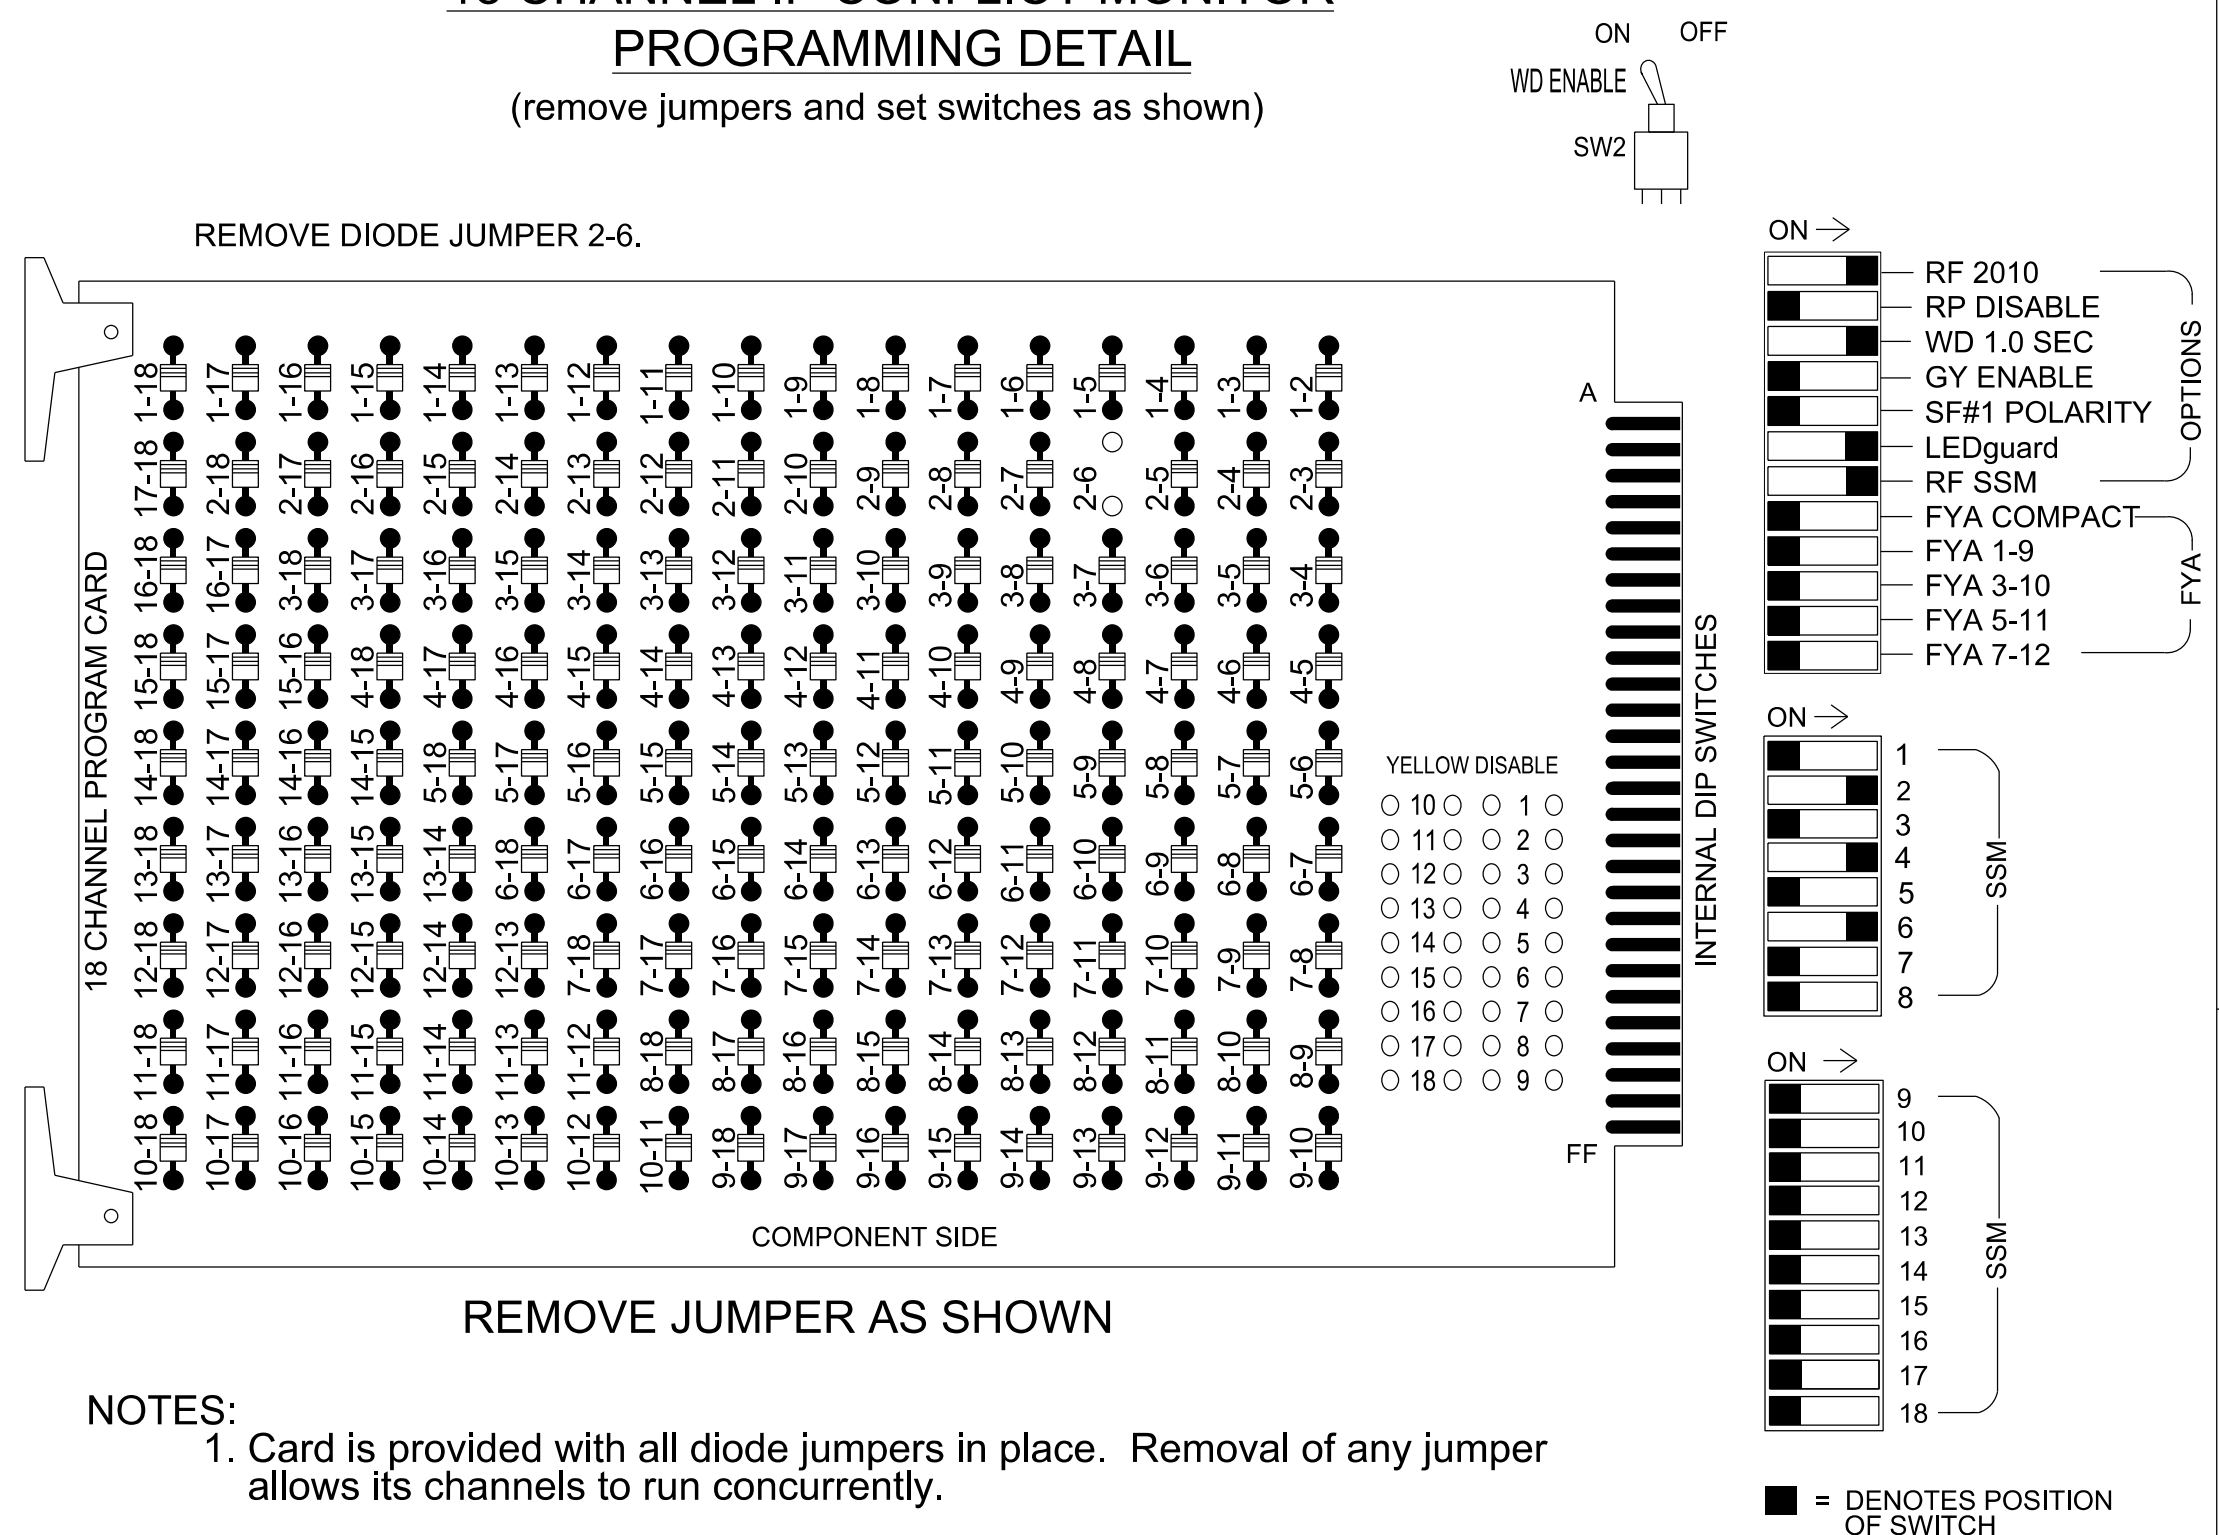 PROGRAMMING DETAIL
(remove jumpers and set switches as shown)
ON OFF
WD ENABLE
SW2
REMOVE DIODE JUMPER 2-6.
18 CHANNEL PROGRAM CARD
1-18 1-17 1-16 1-15 1-14 1-13 1-12 1-11 1-10 1-9 1-8 1-7 1-6 1-5 1-4 1-3 1-2
17-18 2-18 2-17 2-16 2-15 2-14 2-13 2-12 2-11 2-10 2-9 2-8 2-7 2-6 2-5 2-4 2-3
16-18 16-17 3-18 3-17 3-16 3-15 3-14 3-13 3-12 3-11 3-10 3-9 3-8 3-7 3-6 3-5 3-4
15-18 15-17 15-16 4-18 4-17 4-16 4-15 4-14 4-13 4-12 4-11 4-10 4-9 4-8 4-7 4-6 4-5
14-18 14-17 14-16 14-15 5-18 5-17 5-16 5-15 5-14 5-13 5-12 5-11 5-10 5-9 5-8 5-7 5-6
13-18 13-17 13-16 13-15 13-14 6-18 6-17 6-16 6-15 6-14 6-13 6-12 6-11 6-10 6-9 6-8 6-7
12-18 12-17 12-16 12-15 12-14 12-13 7-18 7-17 7-16 7-15 7-14 7-13 7-12 7-11 7-10 7-9 7-8
11-18 11-17 11-16 11-15 11-14 11-13 11-12 8-18 8-17 8-16 8-15 8-14 8-13 8-12 8-11 8-10 8-9
10-18 10-17 10-16 10-15 10-14 10-13 10-12 10-11 9-18 9-17 9-16 9-15 9-14 9-13 9-12 9-11 9-10
A
YELLOW DISABLE
10 1
11 2
12 3
13 4
14 5
15 6
16 7
17 8
18 9
FF
COMPONENT SIDE
INTERNAL DIP SWITCHES
ON
RF 2010
RP DISABLE
WD 1.0 SEC
GY ENABLE
SF#1 POLARITY
LEDguard
RF SSM
OPTIONS
FYA COMPACT
FYA 1-9
FYA 3-10
FYA 5-11
FYA 7-12
FYA
ON
1
2
3
4
5
6
7
8
SSM
ON
9
10
11
12
13
14
15
16
17
18
SSM
= DENOTES POSITION
OF SWITCH
REMOVE JUMPER AS SHOWN
NOTES:
1. Card is provided with all diode jumpers in place. Removal of any jumper
allows its channels to run concurrently.